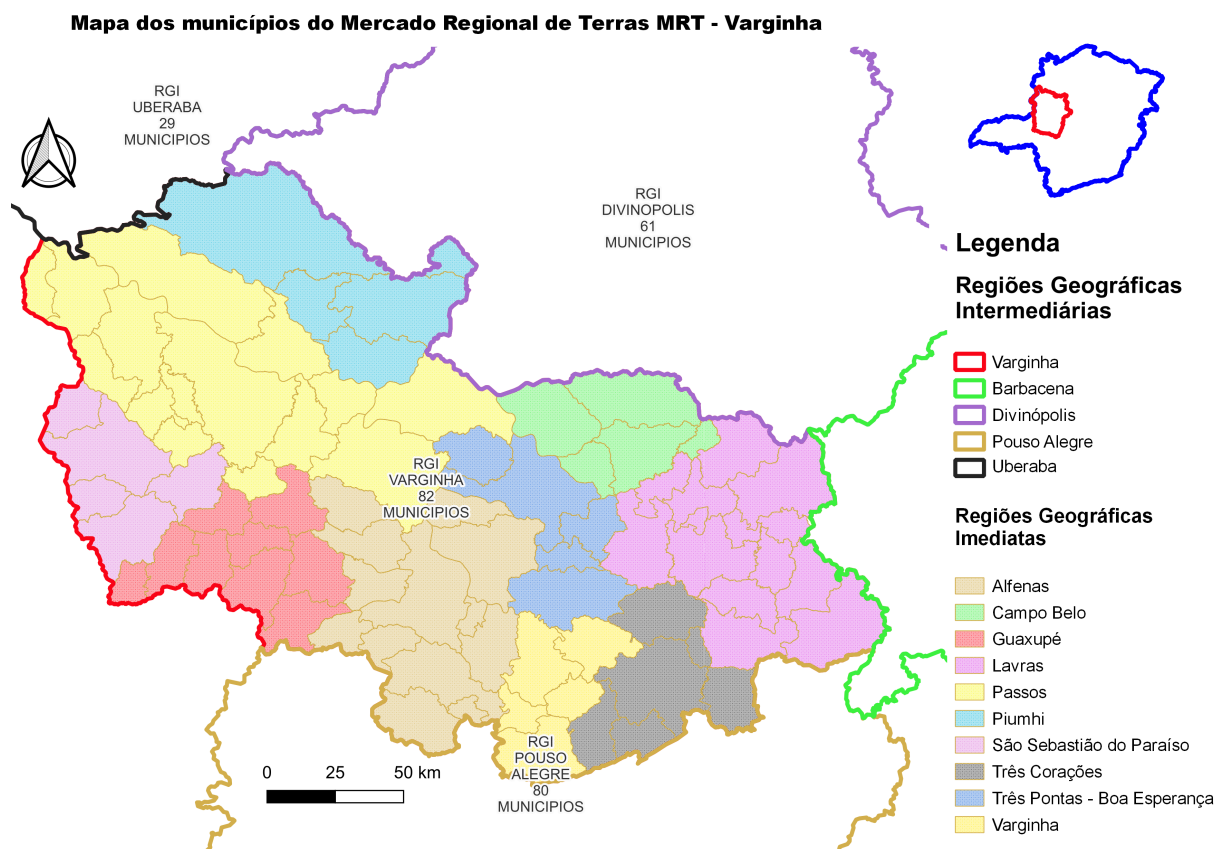 Mapa dos municípios do Mercado Regional de Terras MRT - Varginha
RGI
UBERABA
29
MUNICIPIOS
RGI
DIVINOPOLIS
61
MUNICIPIOS
RGI
VARGINHA
82
MUNICIPIOS
RGI
POUSO
ALEGRE
80
MUNICIPIOS
0 25 50 km
Legenda
Regiões Geográficas
Intermediárias
Varginha
Barbacena
Divinópolis
Pouso Alegre
Uberaba
Regiões Geográficas
Imediatas
Alfenas
Campo Belo
Guaxupé
Lavras
Passos
Piumhi
São Sebastião do Paraíso
Três Corações
Três Pontas - Boa Esperança
Varginha